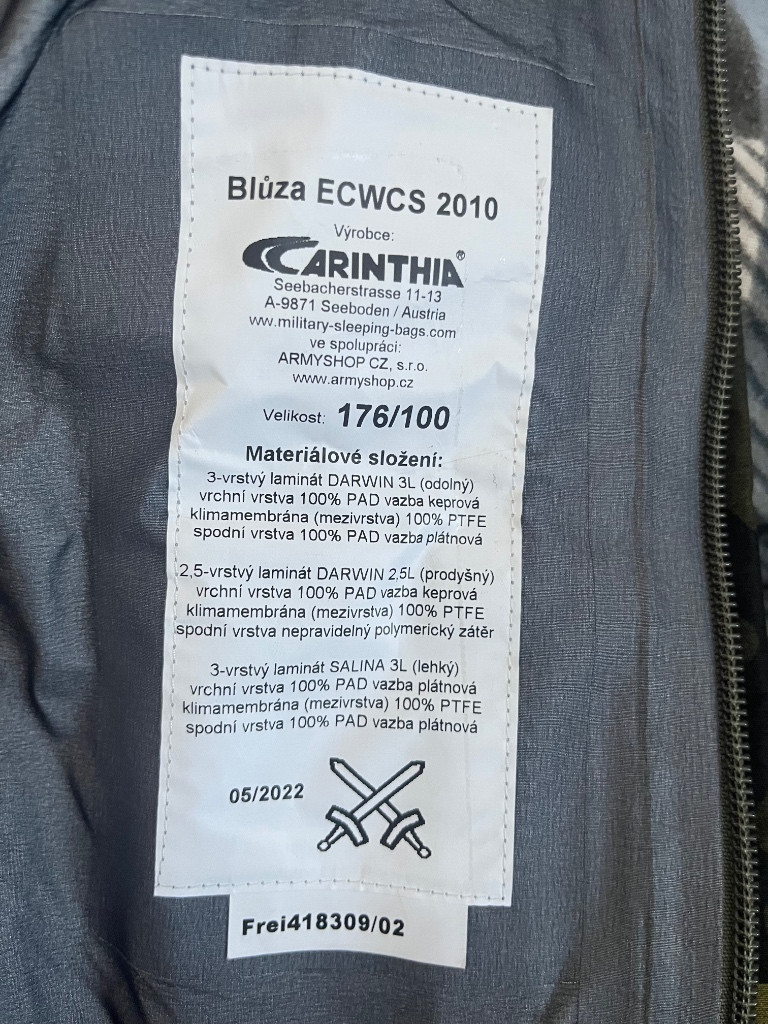 Blůza ECWCS 2010
Výrobce:
CARINTHIA®
Seebacherstrasse 11-13
A-9871 Seeboden / Austria
ww.military-sleeping-bags.com
ve spolupráci:
ARMYSHOP CZ, s.r.o.
www.armyshop.cz
Velikost: 176/100
Materiálové složení:
3-vrstvý laminát DARWIN 3L (odolný)
vrchní vrstva 100% PAD vazba keprová
klimamembrána (mezivrstva) 100% PTFE
spodní vrstva 100% PAD vazba plátnová
2,5-vrstvý laminát DARWIN 2,5L (prodyšný)
vrchní vrstva 100% PAD vazba keprová
klimamembrána (mezivrstva) 100% PTFE
spodní vrstva nepravidelný polymerický zátěr
3-vrstvý laminát SALINA 3L (lehký)
vrchní vrstva 100% PAD vazba plátnová
klimamembrána (mezivrstva) 100% PTFE
spodní vrstva 100% PAD vazba plátnová
05/2022
Frei418309/02